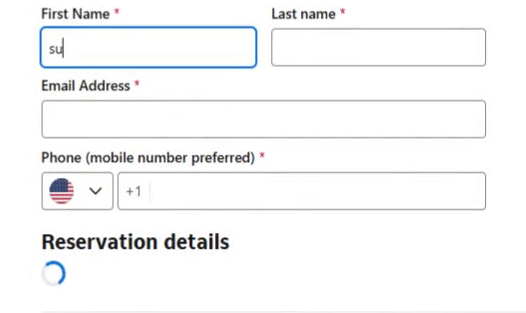 First Name * Last name *
su
Email Address *
Phone (mobile number preferred) *
+1
Reservation details